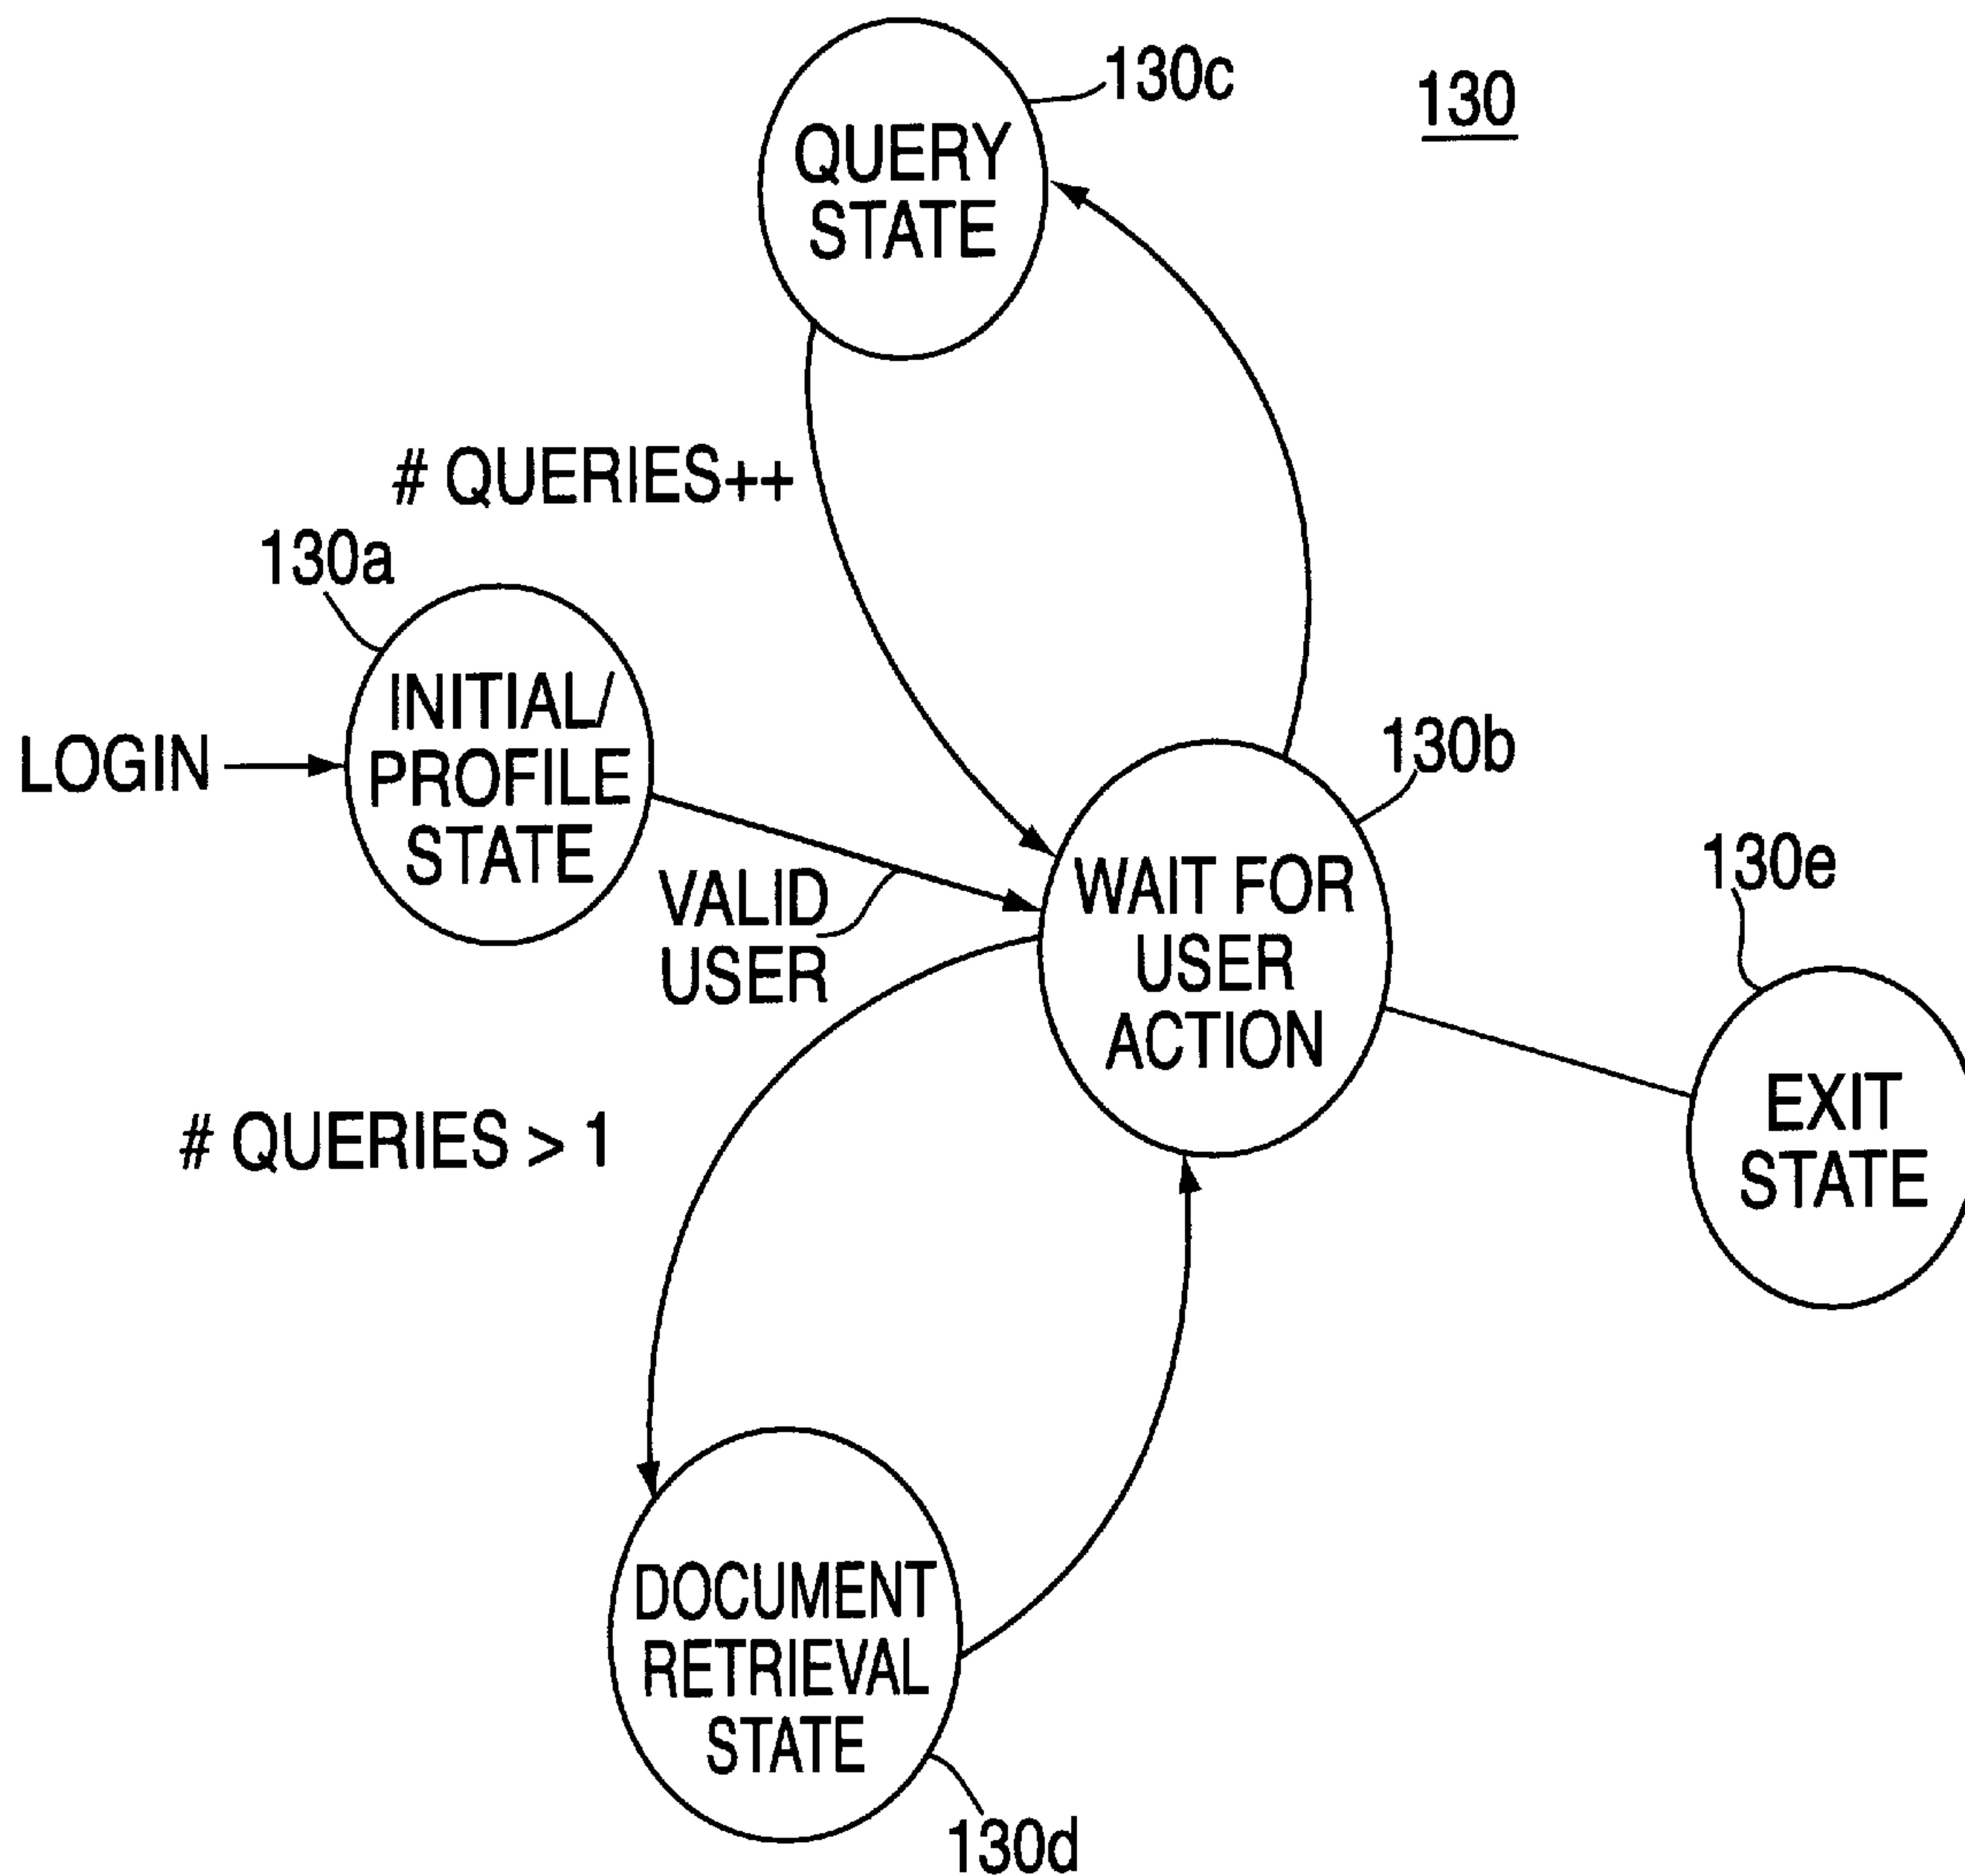 130c
130
QUERY
STATE
# QUERIES++
130a
INITIAL/
PROFILE
STATE
LOGIN
VALID
USER
130b
WAIT FOR
USER
ACTION
130e
EXIT
STATE
# QUERIES > 1
DOCUMENT
RETRIEVAL
STATE
130d